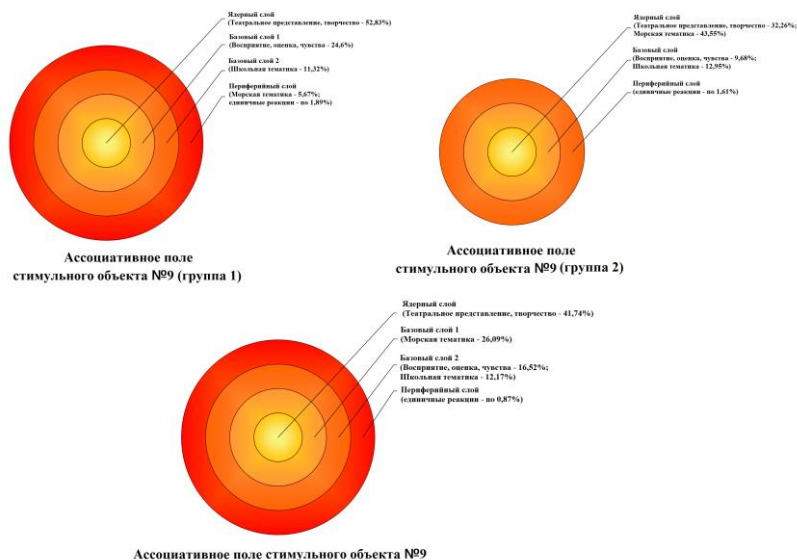 Ядерный слой
(Театральное представление, творчество - 52,83%)
Базовый слой 1
(Восприятие, оценка, чувства - 24,6%)
Базовый слой 2
(Школьная тематика - 11,32%)
Периферийный слой
(Морская тематика - 5,67%;
единичные реакции - по 1,89%)
Ассоциативное поле
стимульного объекта №9 (группа 1)
Ядерный слой
(Театральное представление, творчество - 32,26%;
Морская тематика - 43,55%)
Базовый слой
(Восприятие, оценка, чувства - 9,68%;
Школьная тематика - 12,95%)
Периферийный слой
(единичные реакции - по 1,61%)
Ассоциативное поле
стимульного объекта №9 (группа 2)
Ядерный слой
(Театральное представление, творчество - 41,74%)
Базовый слой 1
(Морская тематика - 26,09%)
Базовый слой 2
(Восприятие, оценка, чувства - 16,52%;
Школьная тематика - 12,17%)
Периферийный слой
(единичные реакции - по 0,87%)
Ассоциативное поле стимульного объекта №9